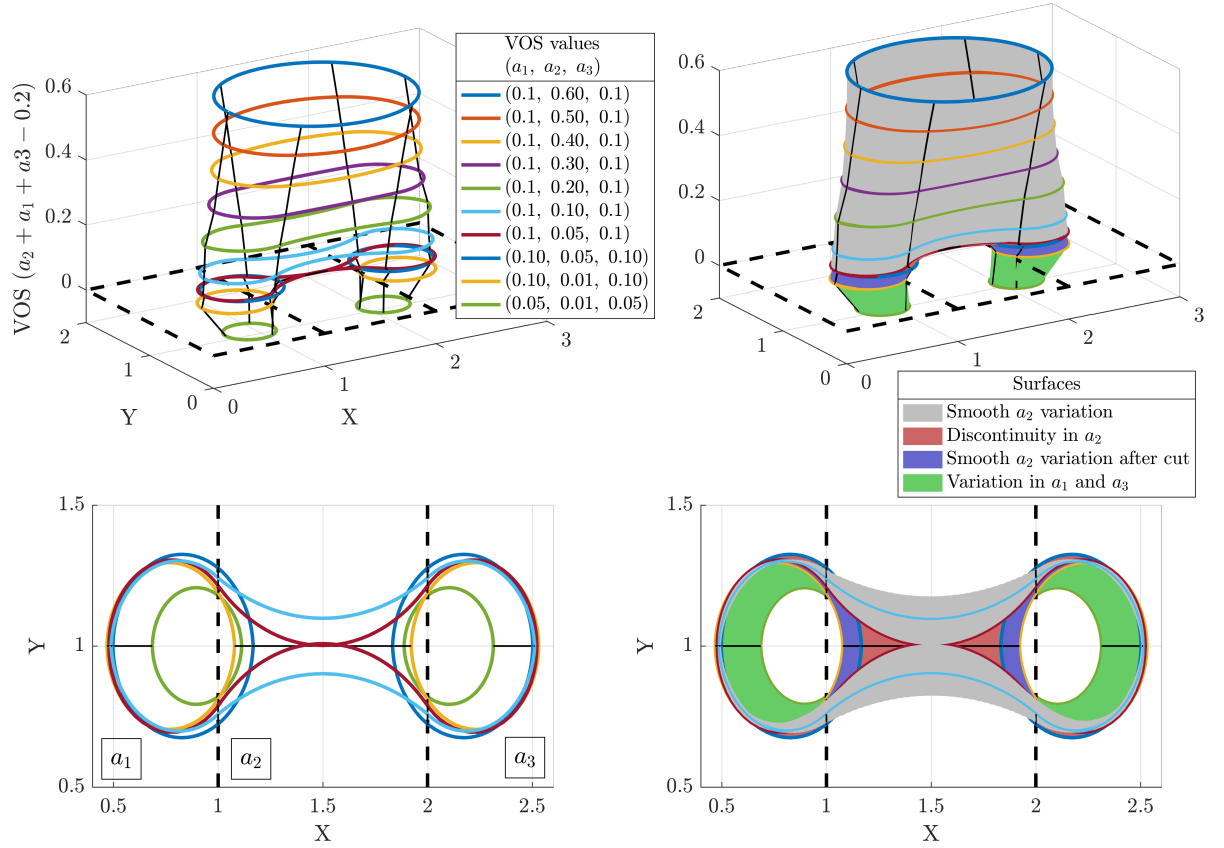 VOS (a₂ + a₁ + a3 − 0.2)
0.6
0.4
0.2
0
2
1
0
Y
0
1
2
3
X
VOS values
(a₁, a₂, a₃)
(0.1, 0.60, 0.1)
(0.1, 0.50, 0.1)
(0.1, 0.40, 0.1)
(0.1, 0.30, 0.1)
(0.1, 0.20, 0.1)
(0.1, 0.10, 0.1)
(0.1, 0.05, 0.1)
(0.10, 0.05, 0.10)
(0.10, 0.01, 0.10)
(0.05, 0.01, 0.05)
0.6
0.4
0.2
0
2
1
0
0
1
2
3
Surfaces
Smooth a₂ variation
Discontinuity in a₂
Smooth a₂ variation after cut
Variation in a₁ and a₃
1.5
1
0.5
Y
a₁ a₂ a₃
0.5 1 1.5 2 2.5
X
1.5
1
0.5
Y
0.5 1 1.5 2 2.5
X